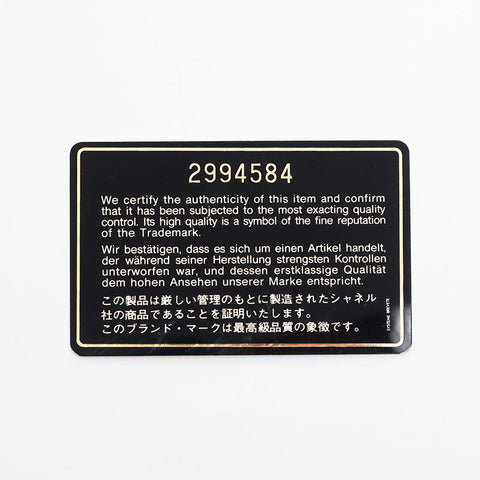 2994584
We certify the authenticity of this item and confirm
that it has been subjected to the most exacting quality
control. Its high quality is a symbol of the fine reputation
of the Trademark.
Wir bestätigen, dass es sich um einen Artikel handelt,
der während seiner Herstellung strengsten Kontrollen
unterworfen war, und dessen erstklassige Qualität
dem hohen Ansehen unserer Marke entspricht.
この製品は厳しい管理のもとに製造されたシャネル
社の商品であることを証明いたします。
このブランド・マークは最高級品質の象徴です。
SYSTEME BREVETE